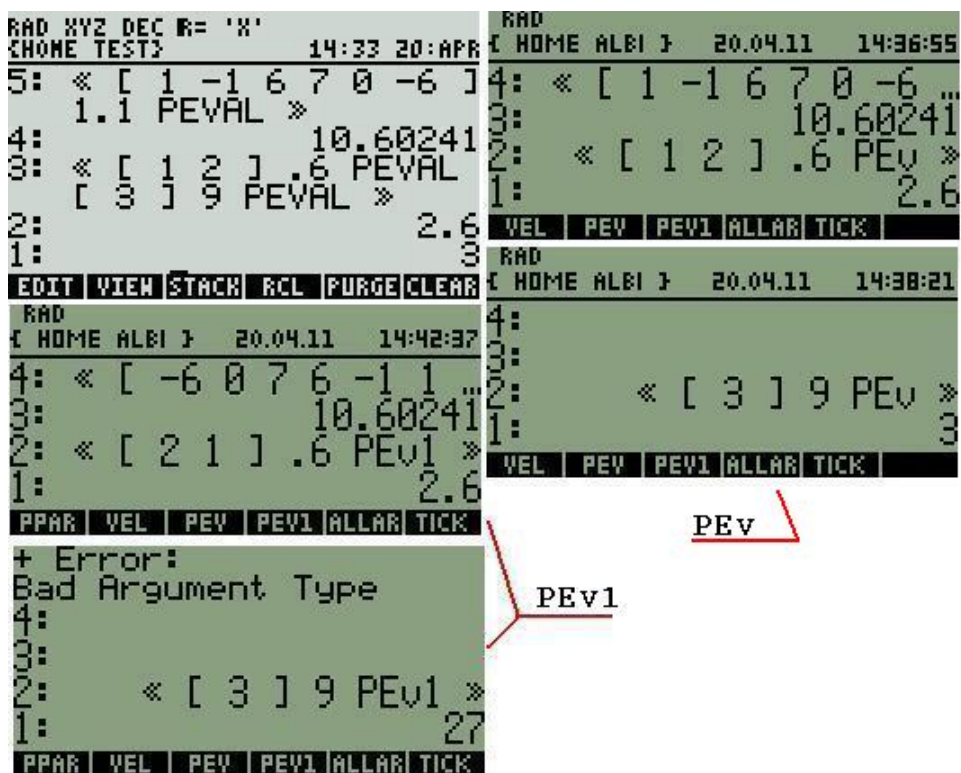 RAD XYZ DEC R= 'X'
{HOME TEST} 14:33 20:APR
5: « [ 1 -1 6 7 0 -6 ]
1.1 PEVAL »
4: 10.60241
3: « [ 1 2 ] .6 PEVAL
[ 3 ] 9 PEVAL »
2: 2.6
1: 3
EDIT VIEW STACK RCL PURGE CLEAR
RAD
{ HOME ALBI } 20.04.11 14:36:55
4: « [ 1 -1 6 7 0 -6 …
3: 10.60241
2: « [ 1 2 ] .6 PEv »
1: 2.6
VEL PEV PEV1 ALLAR TICK
RAD
{ HOME ALBI } 20.04.11 14:38:21
4:
3:
2: « [ 3 ] 9 PEv »
1: 3
VEL PEV PEV1 ALLAR TICK
PEv
RAD
{ HOME ALBI } 20.04.11 14:42:37
4: « [ -6 0 7 6 -1 1 …
3: 10.60241
2: « [ 2 1 ] .6 PEv1 »
1: 2.6
PPAR VEL PEV PEV1 ALLAR TICK
+ Error:
Bad Argument Type
4:
3:
2: « [ 3 ] 9 PEv1 »
1: 27
PPAR VEL PEV PEV1 ALLAR TICK
PEv1